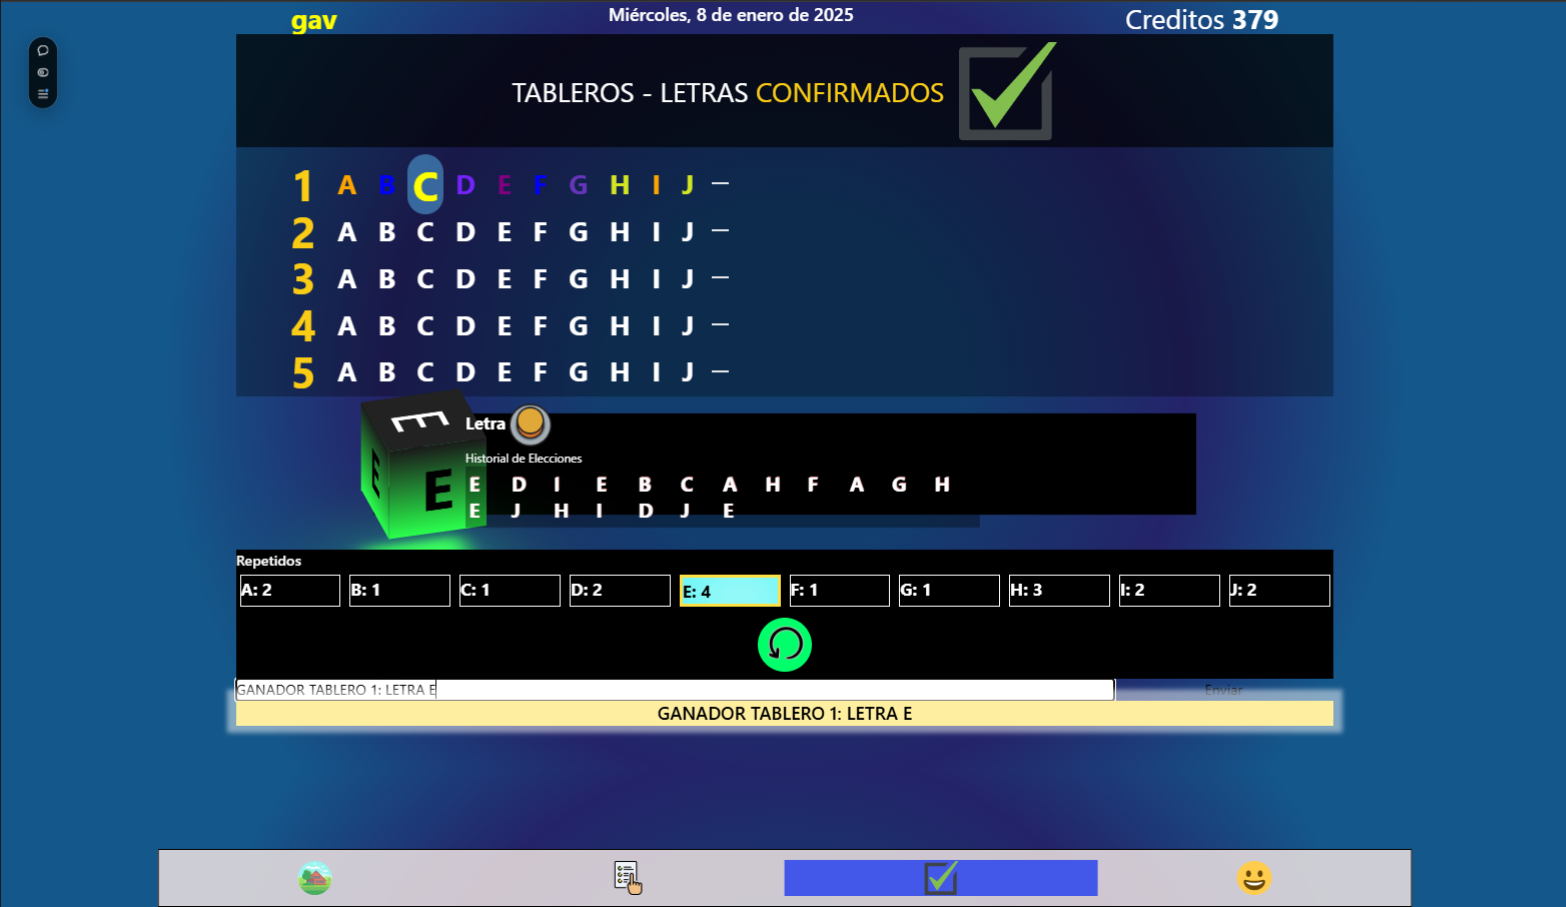 gav
Miércoles, 8 de enero de 2025
Creditos 379
TABLEROS - LETRAS CONFIRMADOS
1 A B C D E F G H I J —
2 A B C D E F G H I J —
3 A B C D E F G H I J —
4 A B C D E F G H I J —
5 A B C D E F G H I J —
E
E
E
Letra
Historial de Elecciones
E D I E B C A H F A G H
E J H I D J E
Repetidos
A: 2 B: 1 C: 1 D: 2 E: 4 F: 1 G: 1 H: 3 I: 2 J: 2
GANADOR TABLERO 1: LETRA E
Enviar
GANADOR TABLERO 1: LETRA E